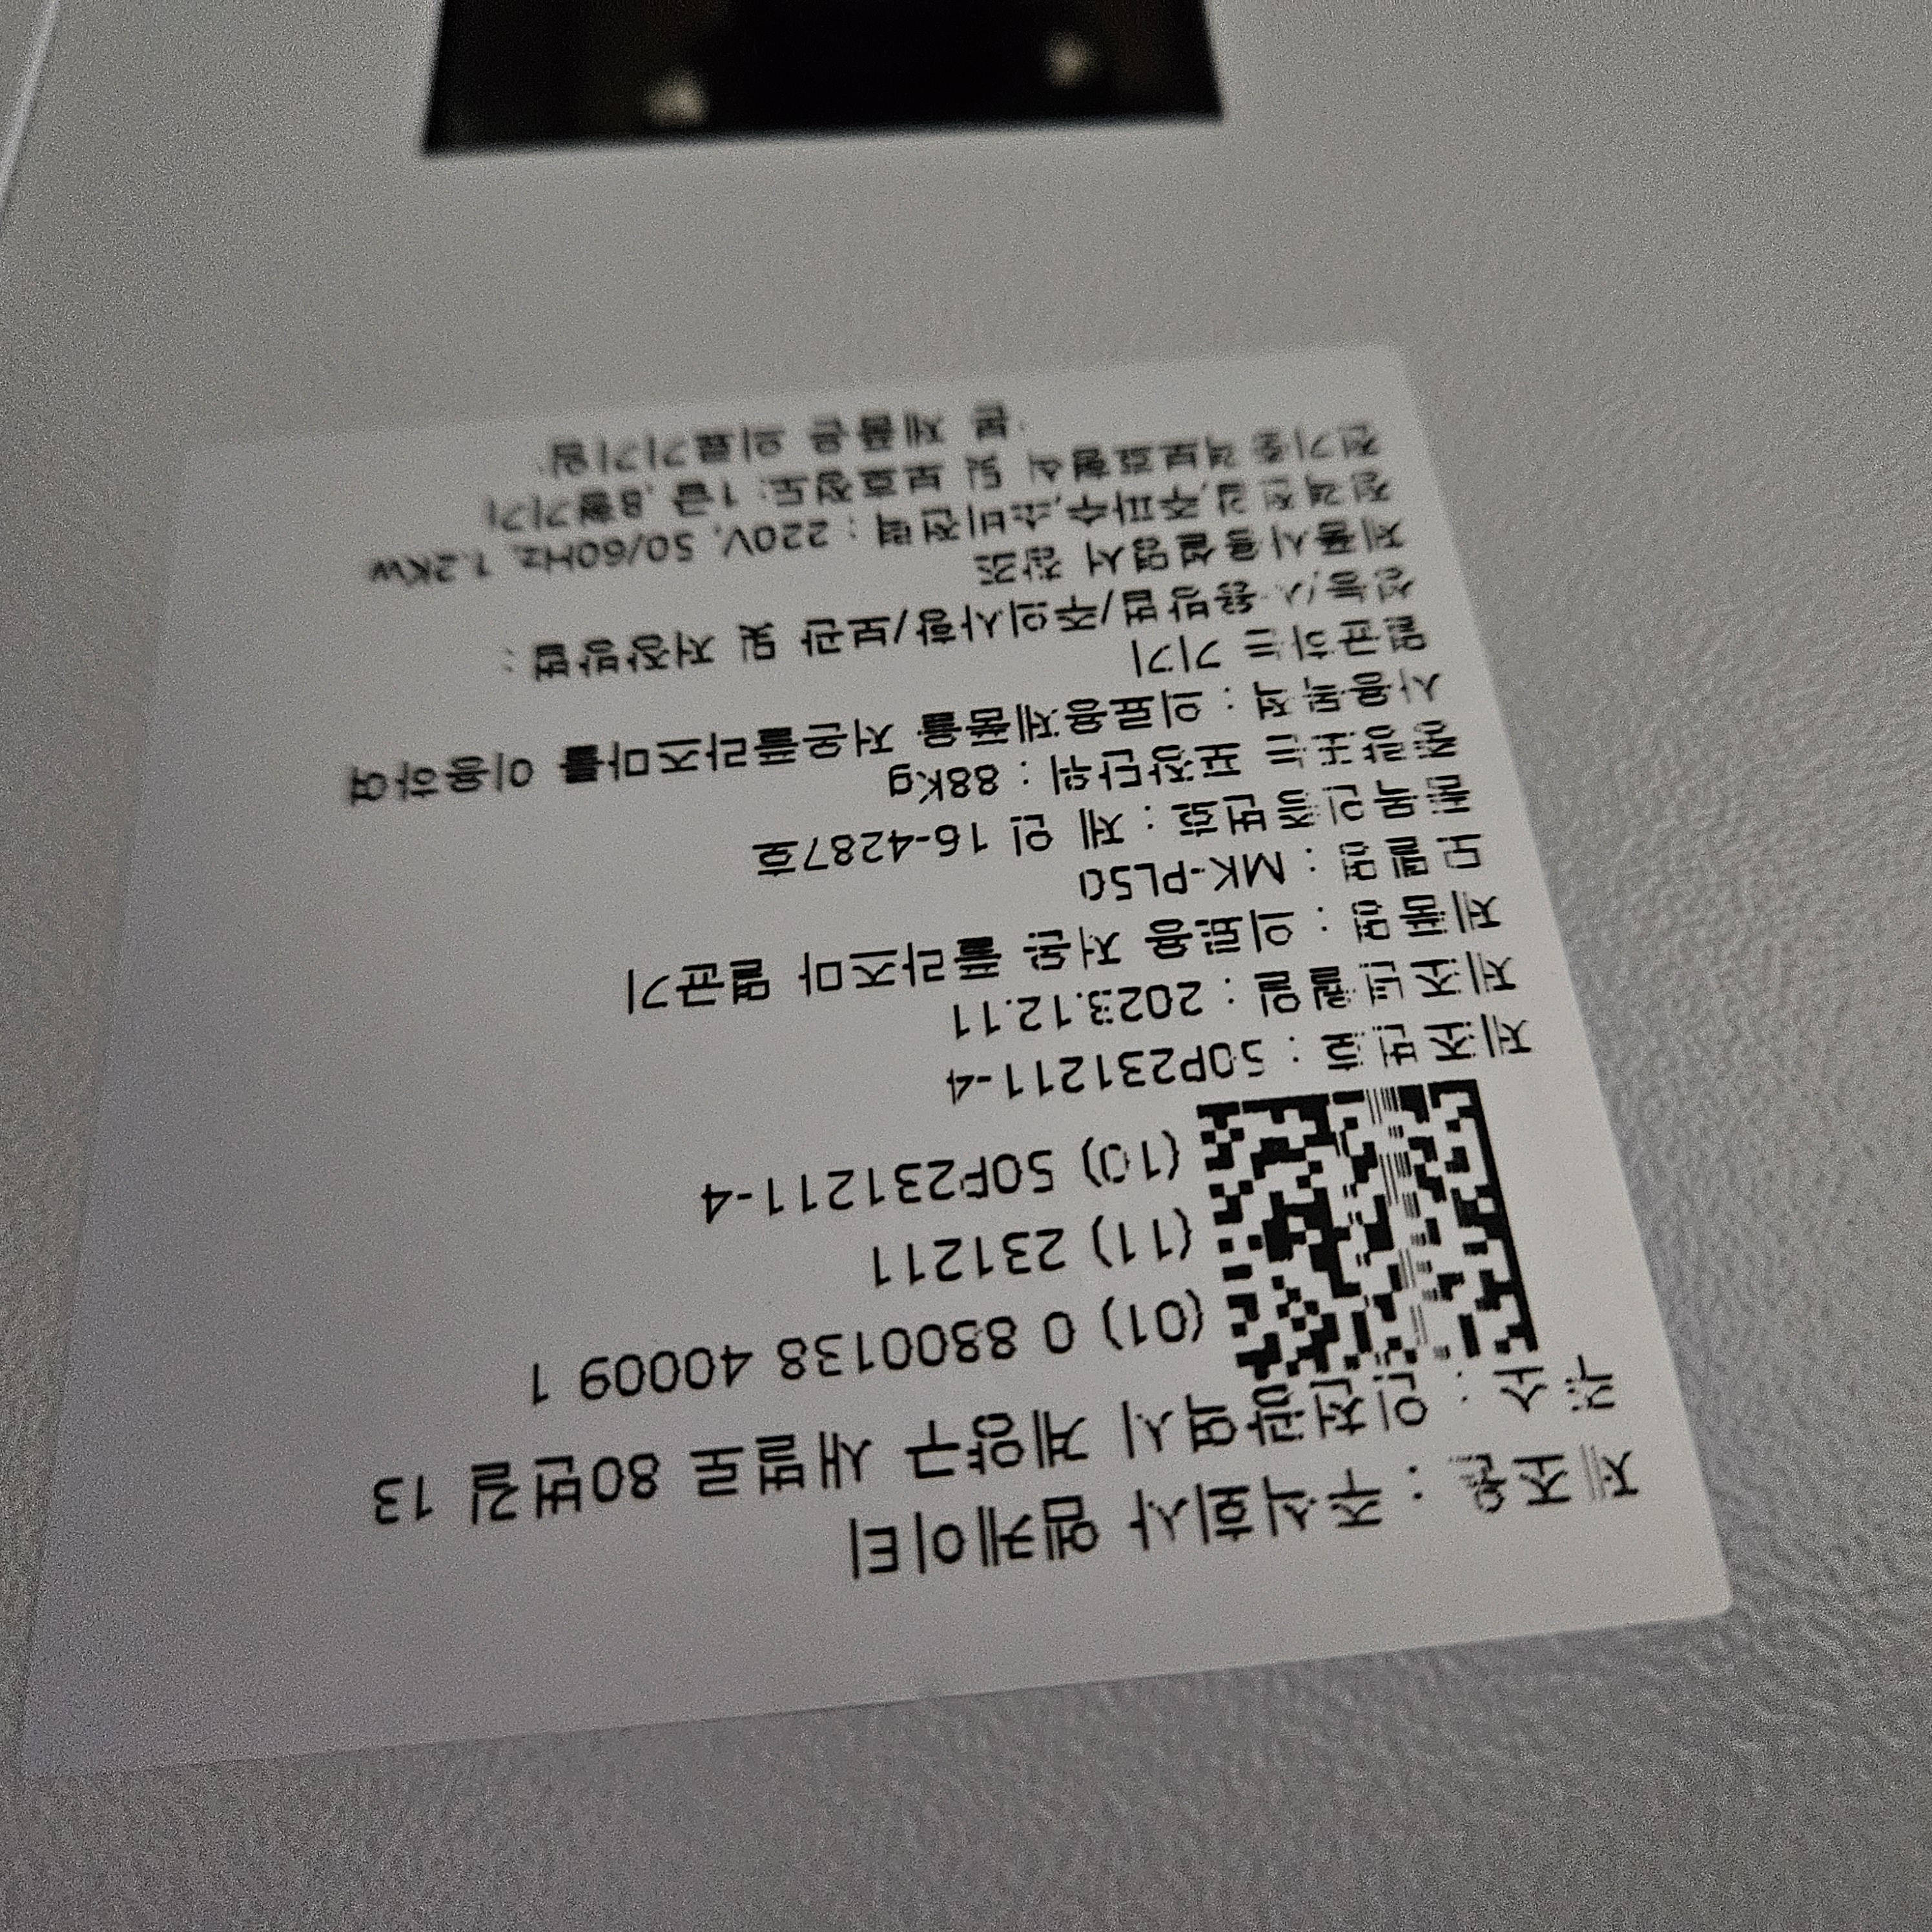 제조원 : 주식회사 엠케이티
주 소 : 인천광역시 계양구 새벌로 80번길 13
(01) 0 8800138 40009 1
(11) 231211
(10) 50P231211-4
제조번호 : 50P231211-4
제조년월일 : 2023.12.11
제품명 : 의료용 저온 플라즈마 멸균기
모델명 : MK-PL50
품목인증번호 : 제 인 16-4287호
중량또는 포장단위 : 88Kg
사용목적 : 의료용제품을 저온플라즈마를 이용하여
멸균하는 기기
성능/사용방법/주의사항/보관 및 저장방법 :
제품사용설명서 참조
정격전압,주파수,소비전력 : 220V, 50/60Hz, 1.2Kw
전기충격보호형식 및 보호정도: 1급 ,B형기기
'본 제품은 의료기기임'